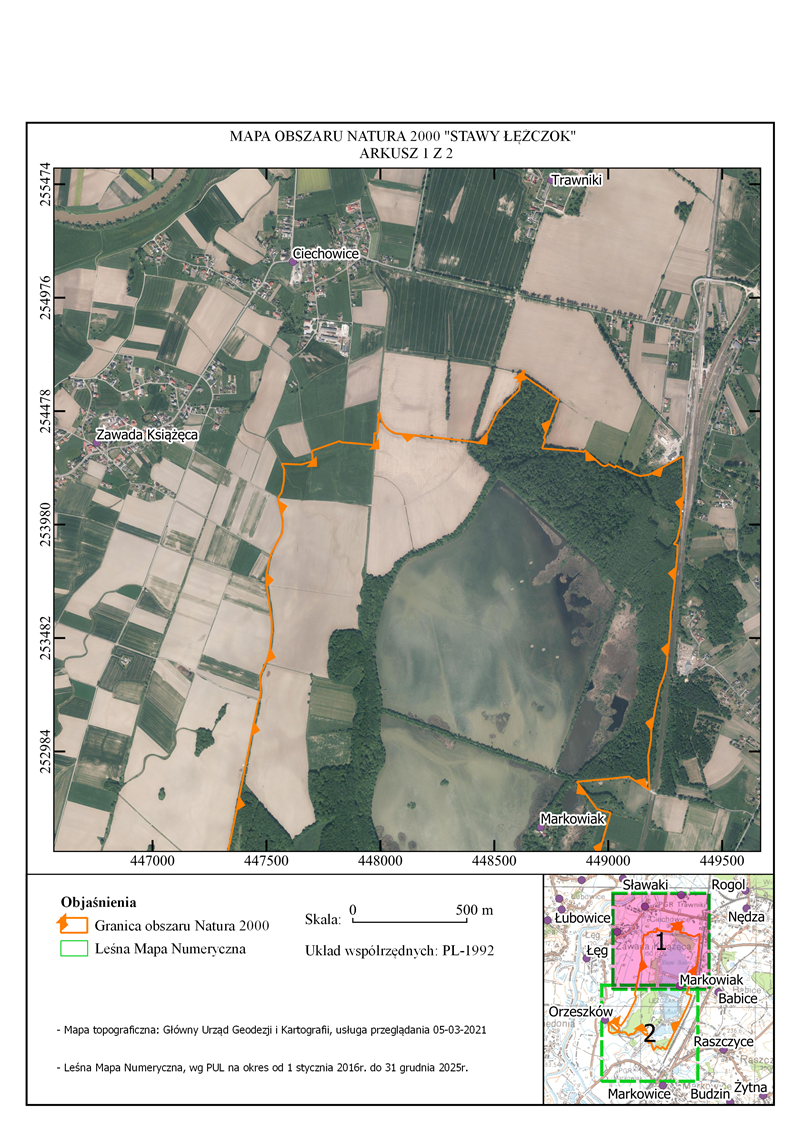 MAPA OBSZARU NATURA 2000 "STAWY ŁĘŻCZOK"
ARKUSZ 1 Z 2
255474
254976
254478
253980
253482
252984
Trawniki
Ciechowice
Zawada Książęca
Markowiak
447000
447500
448000
448500
449000
449500
Objaśnienia
Granica obszaru Natura 2000
Leśna Mapa Numeryczna
Skala:
0
500 m
Układ współrzędnych: PL-1992
- Mapa topograficzna: Główny Urząd Geodezji i Kartografii, usługa przeglądania 05-03-2021
- Leśna Mapa Numeryczna, wg PUL na okres od 1 stycznia 2016r. do 31 grudnia 2025r.
Sławaki
Rogol
Łubowice
Nędza
Łęg
1
Markowiak
Babice
Orzeszków
2
Raszczyce
Markowice
Budzin
Żytna